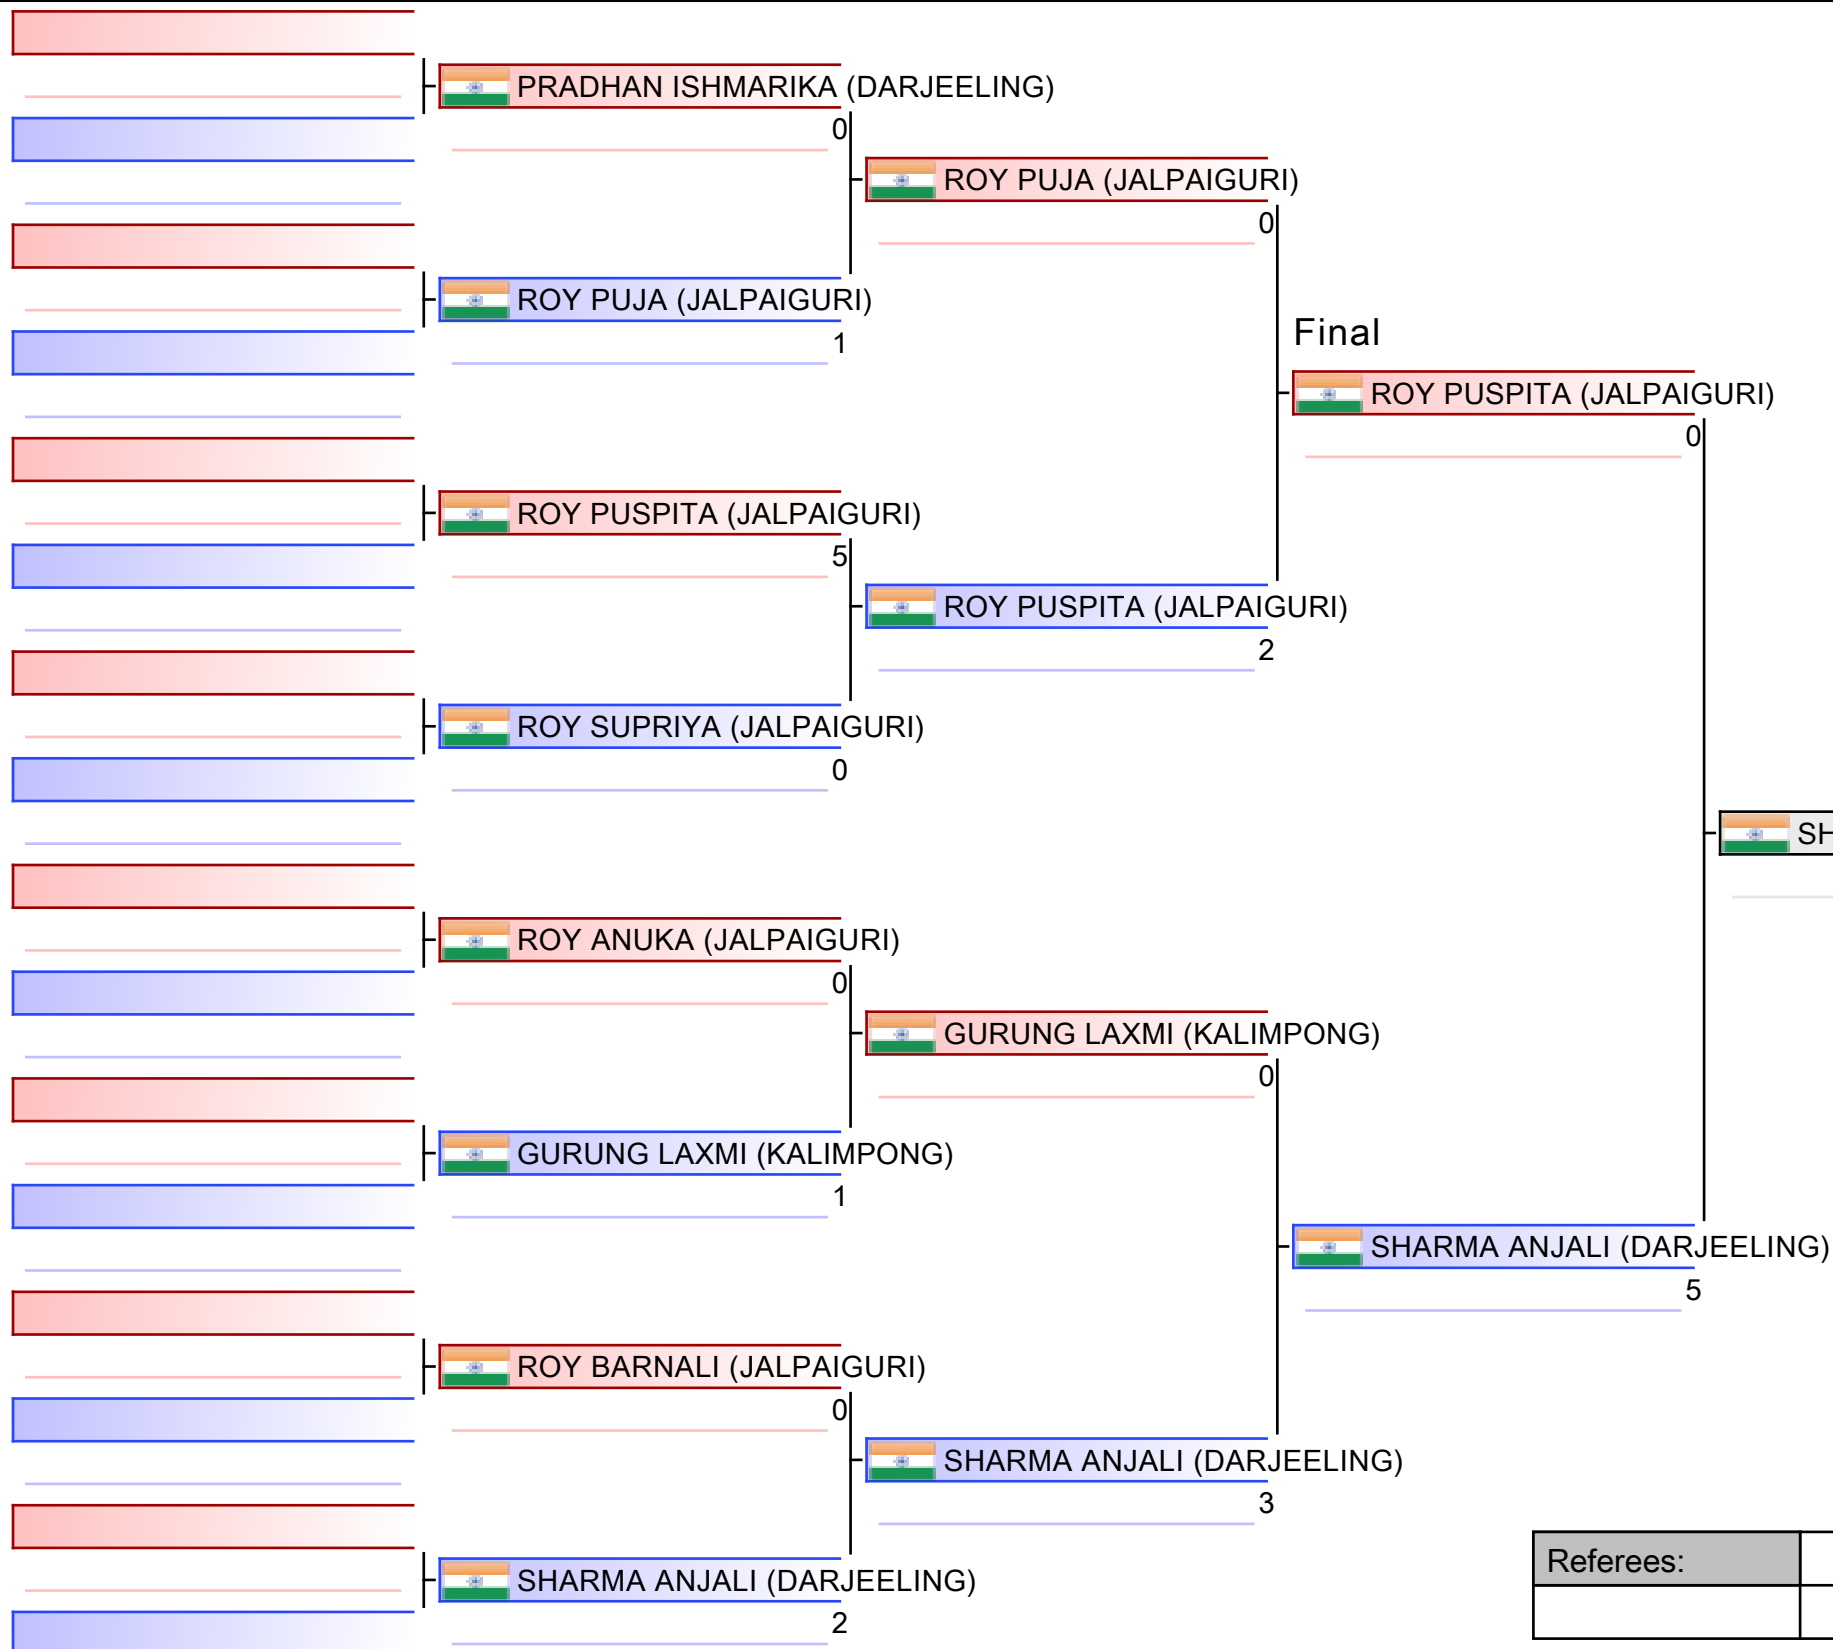 PRADHAN ISHMARIKA (DARJEELING)
0
ROY PUJA (JALPAIGURI)
0
ROY PUJA (JALPAIGURI)
1
Final
ROY PUSPITA (JALPAIGURI)
0
ROY PUSPITA (JALPAIGURI)
5
ROY PUSPITA (JALPAIGURI)
2
ROY SUPRIYA (JALPAIGURI)
0
ROY ANUKA (JALPAIGURI)
0
GURUNG LAXMI (KALIMPONG)
0
GURUNG LAXMI (KALIMPONG)
1
SHARMA ANJALI (DARJEELING)
5
ROY BARNALI (JALPAIGURI)
0
SHARMA ANJALI (DARJEELING)
3
SHARMA ANJALI (DARJEELING)
2
Referees: